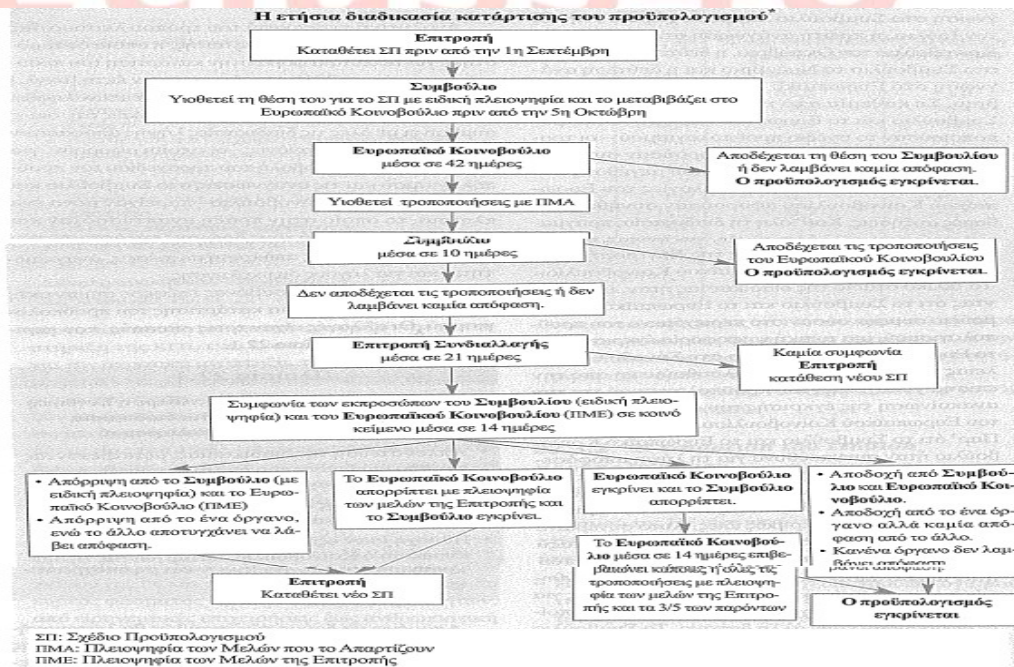 Η ετήσια διαδικασία κατάρτισης του προϋπολογισμού*
Επιτροπή
Καταθέτει ΣΠ πριν από την 1η Σεπτέμβρη
Συμβούλιο
Υιοθετεί τη θέση του για το ΣΠ με ειδική πλειοψηφία και το μεταβιβάζει στο
Ευρωπαϊκό Κοινοβούλιο πριν από την 5η Οκτώβρη
Ευρωπαϊκό Κοινοβούλιο
μέσα σε 42 ημέρες
Αποδέχεται τη θέση του Συμβουλίου
ή δεν λαμβάνει καμία απόφαση.
Ο προϋπολογισμός εγκρίνεται.
Υιοθετεί τροποποιήσεις με ΠΜΑ
Συμβούλιο
μέσα σε 10 ημέρες
Αποδέχεται τις τροποποιήσεις
του Ευρωπαϊκού Κοινοβουλίου
Ο προϋπολογισμός εγκρίνεται.
Δεν αποδέχεται τις τροποποιήσεις ή δεν
λαμβάνει καμία απόφαση.
Επιτροπή Συνδιαλλαγής
μέσα σε 21 ημέρες
Καμία συμφωνία
Επιτροπή
κατάθεση νέου ΣΠ
Συμφωνία των εκπροσώπων του Συμβουλίου (ειδική πλειο-
ψηφία) και του Ευρωπαϊκού Κοινοβουλίου (ΠΜΕ) σε κοινό
κείμενο μέσα σε 14 ημέρες
• Απόρριψη από το Συμβούλιο (με
ειδική πλειοψηφία) και το Ευρω-
παϊκό Κοινοβούλιο (ΠΜΕ)
• Απόρριψη από το ένα όργανο,
ενώ το άλλο αποτυγχάνει να λά-
βει απόφαση.
Το Ευρωπαϊκό Κοινοβούλιο
απορρίπτει με πλειοψηφία
των μελών της Επιτροπής και
το Συμβούλιο εγκρίνει.
Ευρωπαϊκό Κοινοβούλιο
εγκρίνει και το Συμβούλιο
απορρίπτει.
• Αποδοχή από Συμβού-
λιο και Ευρωπαϊκό Κοι-
νοβούλιο.
• Αποδοχή από το ένα όρ-
γανο αλλά καμία από-
φαση από το άλλο.
• Κανένα όργανο δεν λαμ-
βάνει απόφαση
Επιτροπή
Καταθέτει νέο ΣΠ
Το Ευρωπαϊκό Κοινοβού-
λιο μέσα σε 14 ημέρες επιβε-
βαιώνει κάποιες ή όλες τις
τροποποιήσεις με πλειοψη-
φία των μελών της Επιτρο-
πής και τα 3/5 των παρόντων
Ο προϋπολογισμός
εγκρίνεται
ΣΠ: Σχέδιο Προϋπολογισμού
ΠΜΑ: Πλειοψηφία των Μελών που το Απαρτίζουν
ΠΜΕ: Πλειοψηφία των Μελών της Επιτροπής